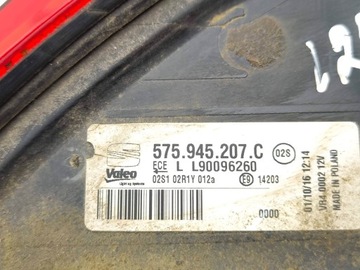 575.945.207.C
02S
ECE L L90096260
Valeo
02S1 02R1Y 012a
E9 14203
0000
01/10/16 12:14
12V
MADE IN POLAND